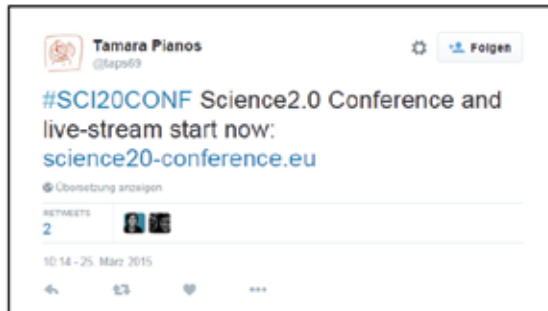 Tamara Pianos
@taps69
Folgen
#SCI20CONF Science2.0 Conference and
live-stream start now:
science20-conference.eu
Übersetzung anzeigen
RETWEETS
2
10:14 - 25. März 2015